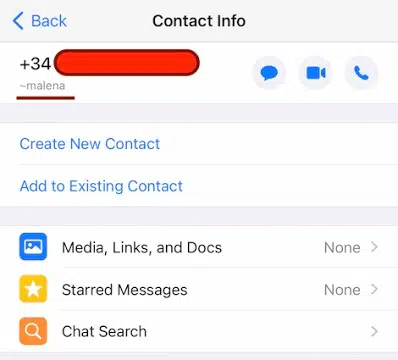 Back
Contact Info
+34
~malena
Create New Contact
Add to Existing Contact
Media, Links, and Docs None
Starred Messages None
Chat Search